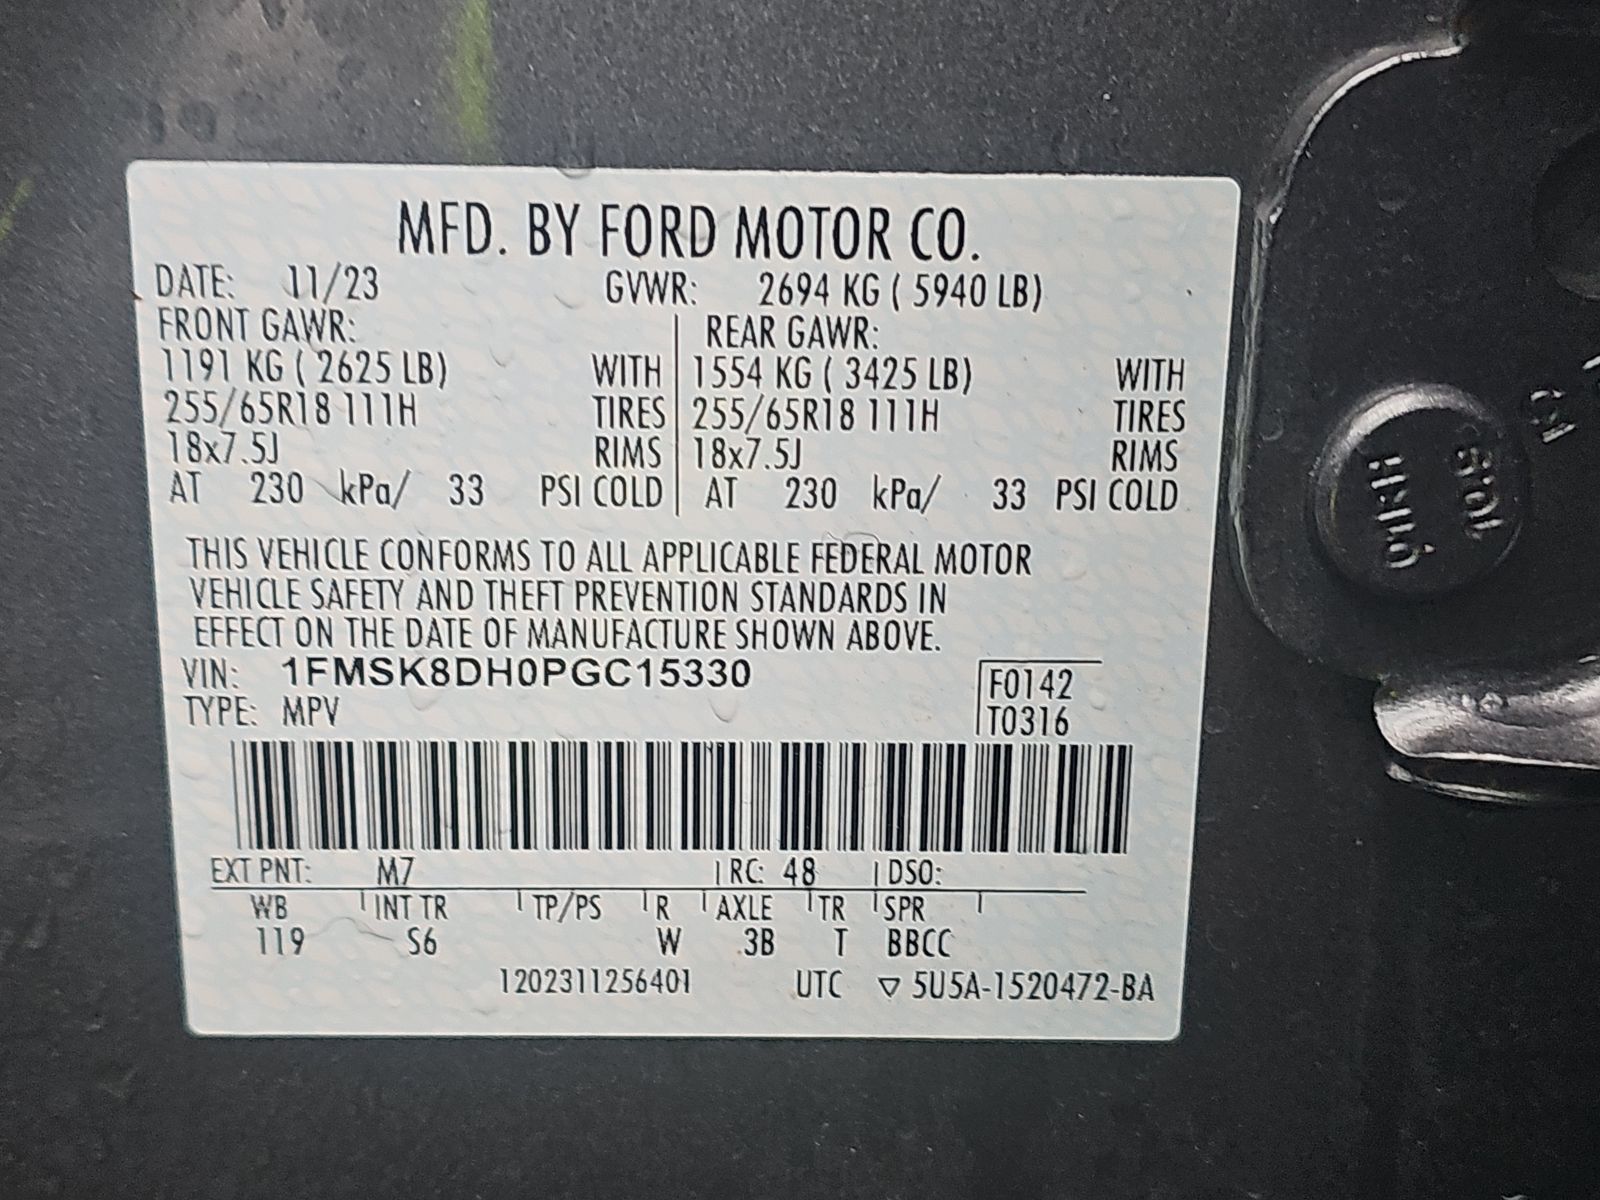 MFD. BY FORD MOTOR CO.
DATE: 11/23 GVWR: 2694 KG ( 5940 LB)
FRONT GAWR: REAR GAWR:
1191 KG ( 2625 LB) WITH 1554 KG ( 3425 LB) WITH
255/65R18 111H TIRES 255/65R18 111H TIRES
18x7.5J RIMS 18x7.5J RIMS
AT 230 kPa/ 33 PSI COLD AT 230 kPa/ 33 PSI COLD
THIS VEHICLE CONFORMS TO ALL APPLICABLE FEDERAL MOTOR
VEHICLE SAFETY AND THEFT PREVENTION STANDARDS IN
EFFECT ON THE DATE OF MANUFACTURE SHOWN ABOVE.
VIN: 1FMSK8DH0PGC15330 F0142
TYPE: MPV T0316
EXT PNT: M7 RC: 48 DSO:
WB INT TR TP/PS R AXLE TR SPR
119 S6 W 3B T BBCC
1202311256401 UTC ▽ 5U5A-1520472-BA